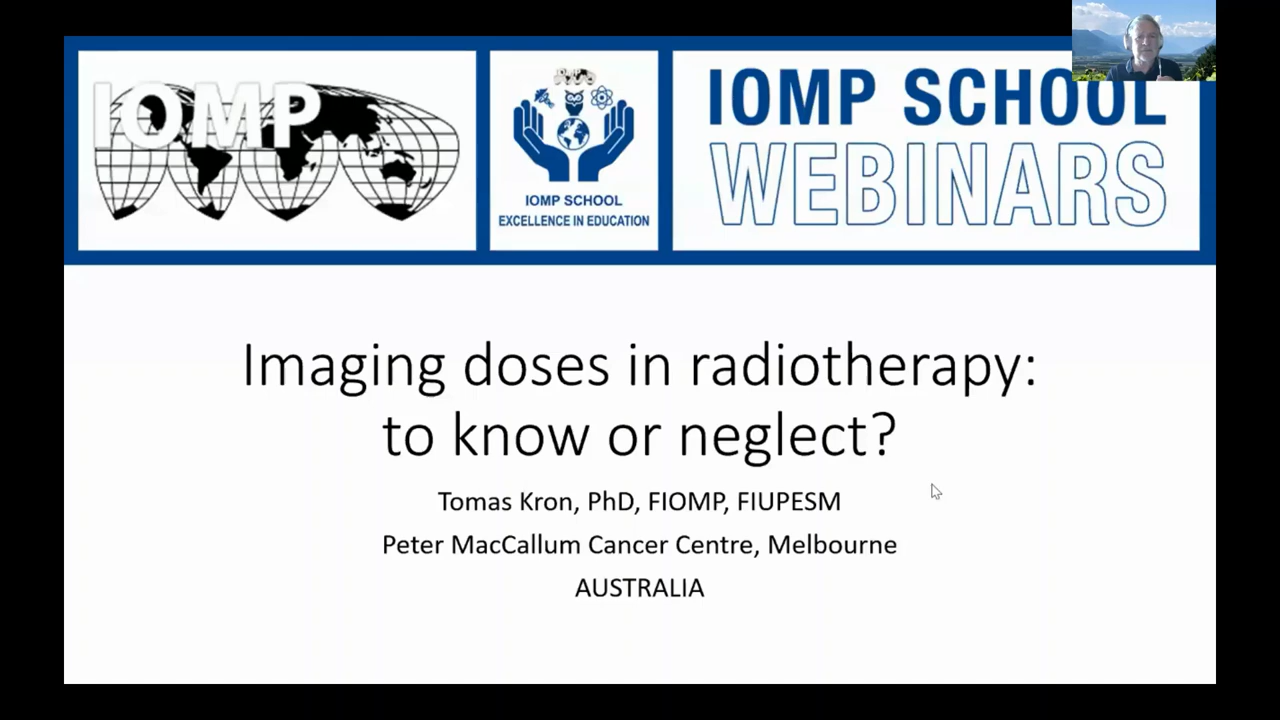 IOMP
IOMP SCHOOL
EXCELLENCE IN EDUCATION
IOMP SCHOOL
WEBINARS
Imaging doses in radiotherapy:
to know or neglect?
Tomas Kron, PhD, FIOMP, FIUPESM
Peter MacCallum Cancer Centre, Melbourne
AUSTRALIA